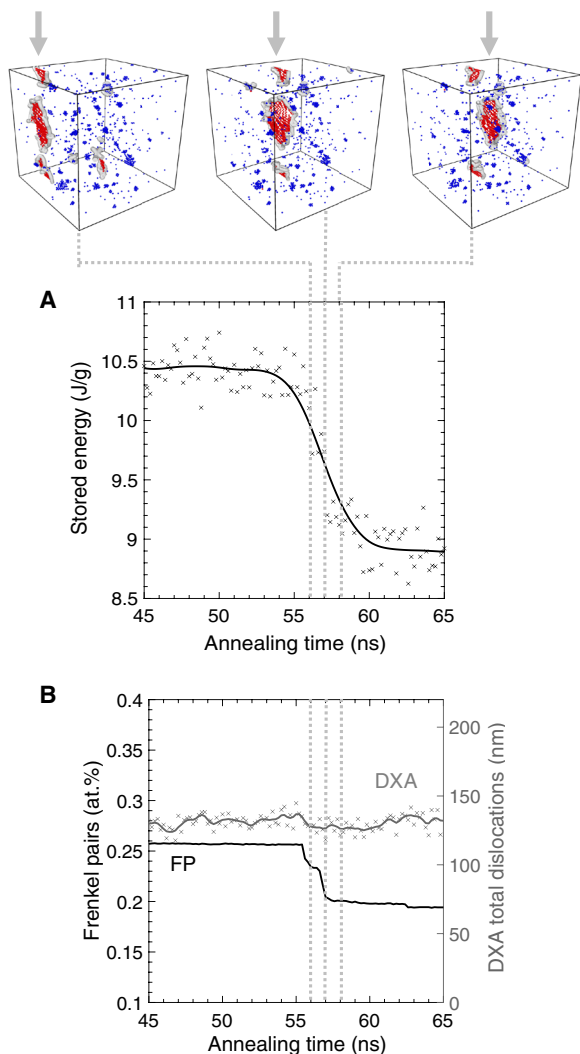 A
11
10.5
10
9.5
9
8.5
Stored energy (J/g)
45 50 55 60 65
Annealing time (ns)
B
0.4
0.35
0.3
0.25
0.2
0.15
0.1
Frenkel pairs (at.%)
DXA
FP
200
150
100
50
0
DXA total dislocations (nm)
45 50 55 60 65
Annealing time (ns)